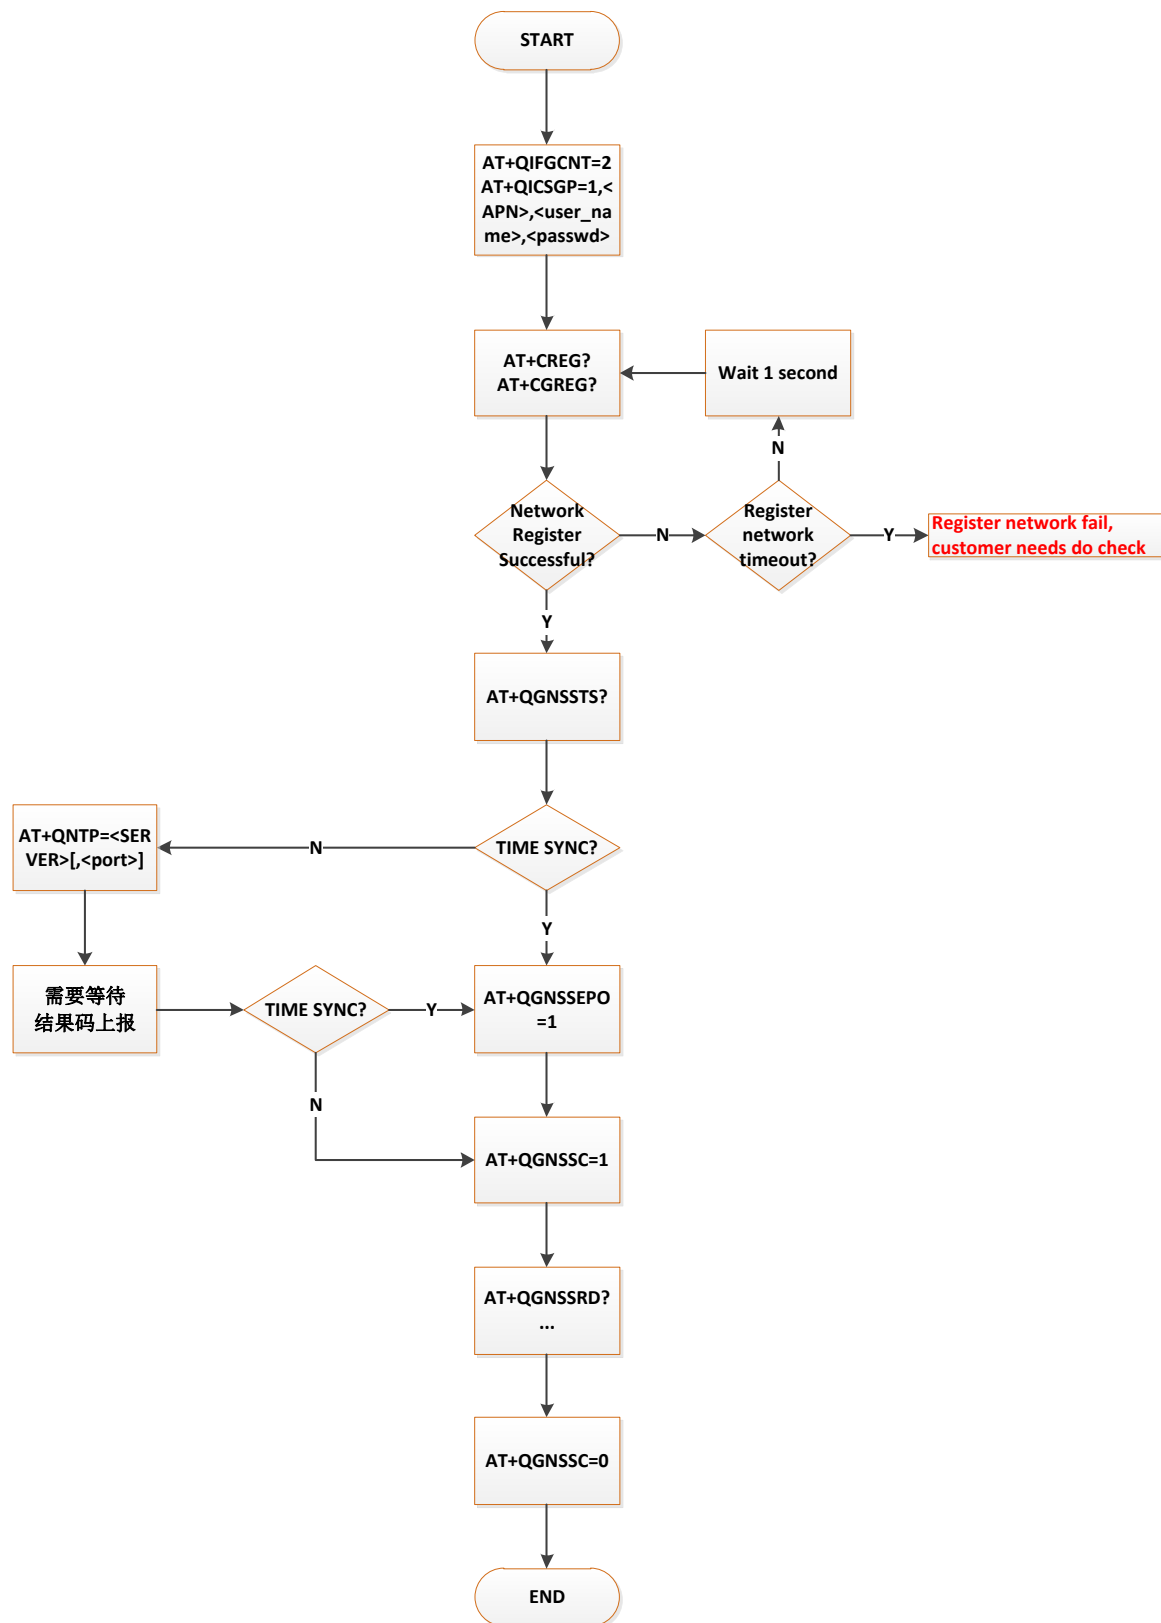 START
AT+QIFGCNT=2
AT+QICSGP=1,<
APN>,<user_na
me>,<passwd>
AT+CREG?
AT+CGREG?
Wait 1 second
N
Network
Register
Successful?
N
Register
network
timeout?
Y
Register network fail,
customer needs do check
Y
AT+QGNSSTS?
AT+QNTP=<SER
VER>[,<port>]
N
TIME SYNC?
Y
需要等待
结果码上报
TIME SYNC?
Y
AT+QGNSSEPO
=1
N
AT+QGNSSC=1
AT+QGNSSRD?
...
AT+QGNSSC=0
END